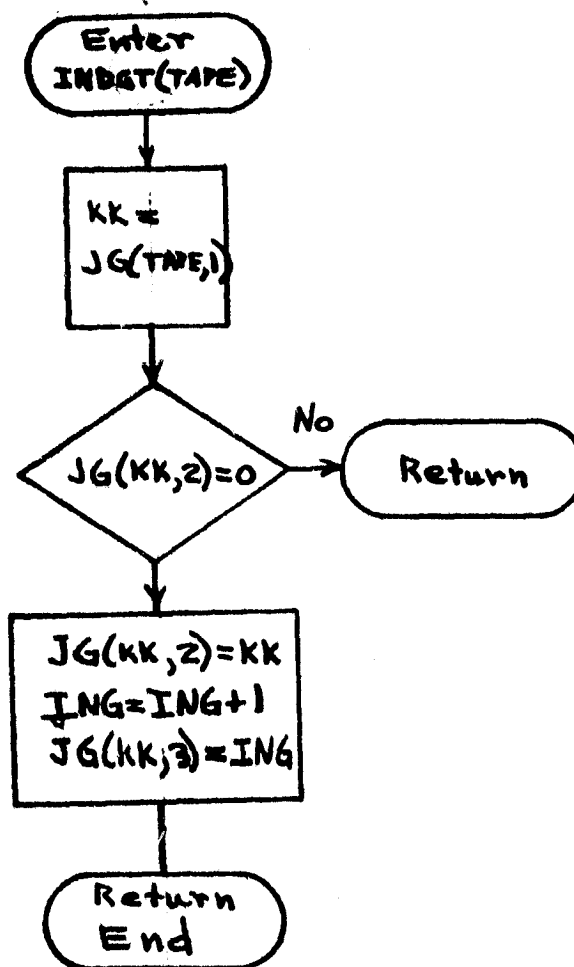 Enter
INDGT(TAPE)
KK =
JG(TAPE,1)
JG(KK,2)=0
No
Return
JG(KK,2)=KK
ING=ING+1
JG(KK,3)=ING
Return
End